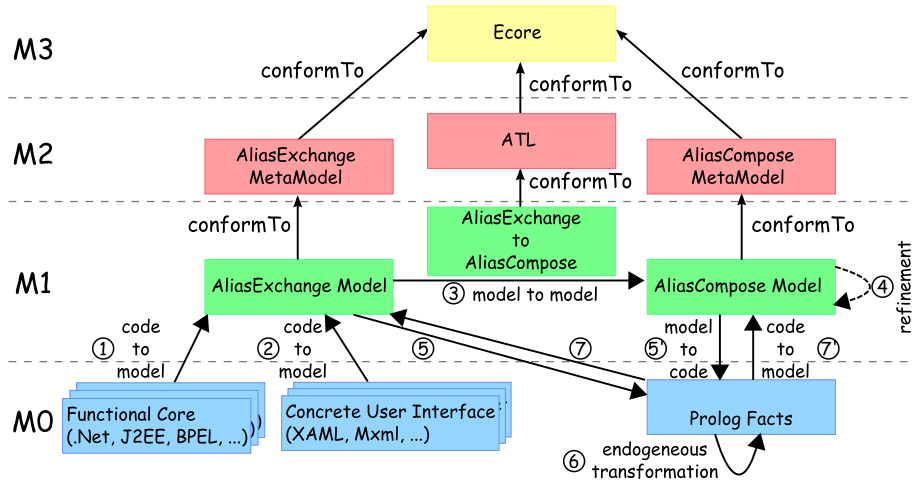 M3
Ecore
conformTo
conformTo
conformTo
M2
AliasExchange
MetaModel
ATL
AliasCompose
MetaModel
conformTo
conformTo
conformTo
AliasExchange
to
AliasCompose
M1
AliasExchange Model
③ model to model
AliasCompose Model
④
refinement
① code
to
model
② code
to
model
⑤
⑦
⑤' model
to
code
code
to
model
⑦'
M0
Functional Core
(.Net, J2EE, BPEL, ...)
Concrete User Interface
(XAML, Mxml, ...)
Prolog Facts
⑥ endogeneous
transformation